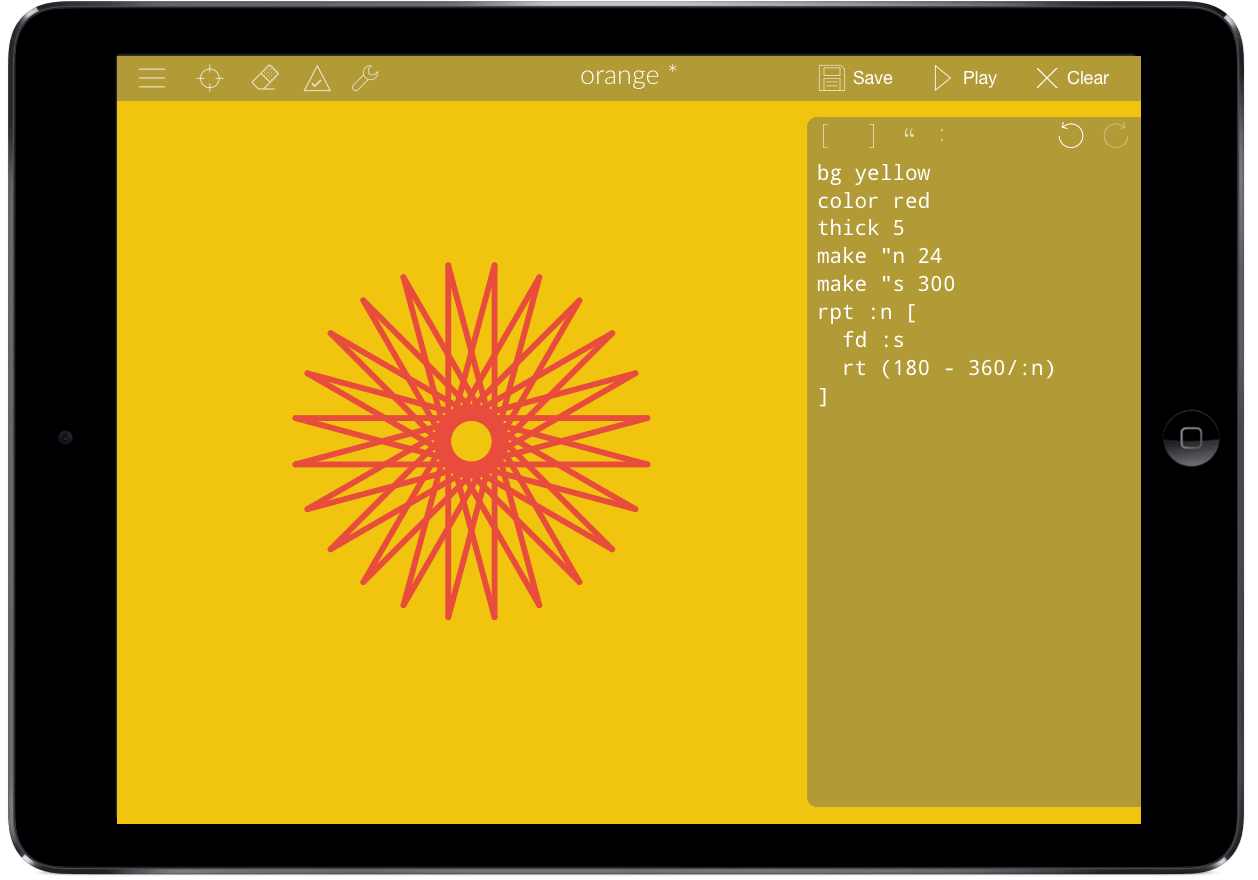 orange *
Save
Play
Clear
[ ] “ :
bg yellow
color red
thick 5
make "n 24
make "s 300
rpt :n [
  fd :s
  rt (180 - 360/:n)
]